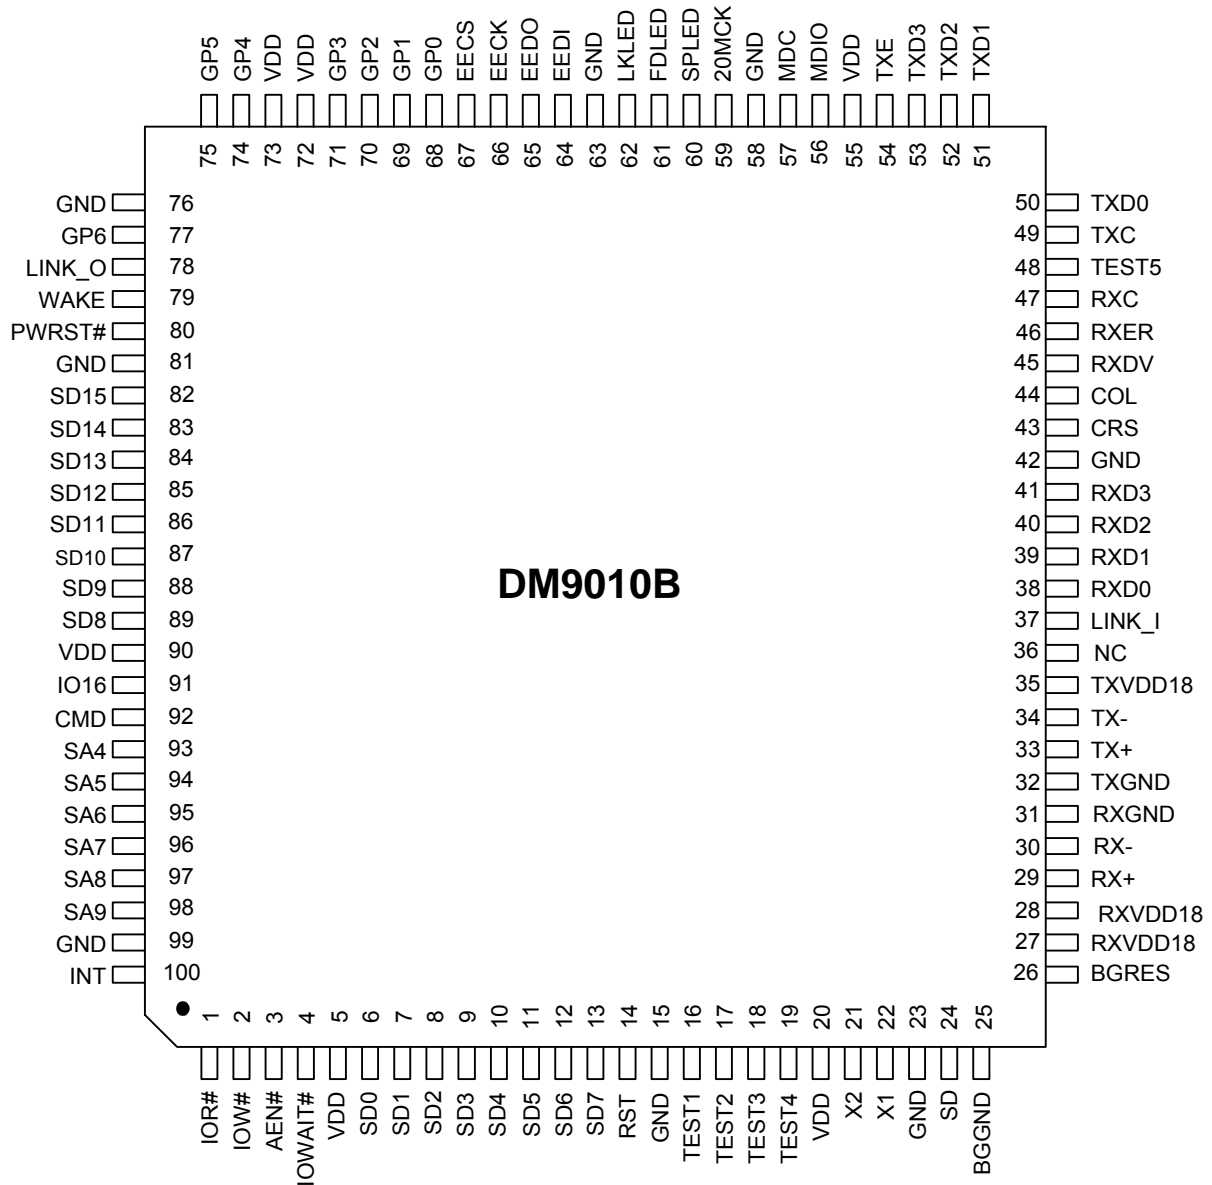 GP5 GP4 VDD VDD GP3 GP2 GP1 GP0 EECS EECK EEDO EEDI GND LKLED FDLED SPLED 20MCK GND MDC MDIO VDD TXE TXD3 TXD2 TXD1
75 74 73 72 71 70 69 68 67 66 65 64 63 62 61 60 59 58 57 56 55 54 53 52 51
GND 76 50 TXD0
GP6 77 49 TXC
LINK_O 78 48 TEST5
WAKE 79 47 RXC
PWRST# 80 46 RXER
GND 81 45 RXDV
SD15 82 44 COL
SD14 83 43 CRS
SD13 84 42 GND
SD12 85 41 RXD3
SD11 86 40 RXD2
SD10 87 39 RXD1
DM9010B
SD9 88 38 RXD0
SD8 89 37 LINK_I
VDD 90 36 NC
IO16 91 35 TXVDD18
CMD 92 34 TX-
SA4 93 33 TX+
SA5 94 32 TXGND
SA6 95 31 RXGND
SA7 96 30 RX-
SA8 97 29 RX+
SA9 98 28 RXVDD18
GND 99 27 RXVDD18
INT 100 26 BGRES
1 2 3 4 5 6 7 8 9 10 11 12 13 14 15 16 17 18 19 20 21 22 23 24 25
IOR# IOW# AEN# IOWAIT# VDD SD0 SD1 SD2 SD3 SD4 SD5 SD6 SD7 RST GND TEST1 TEST2 TEST3 TEST4 VDD X2 X1 GND SD BGGND